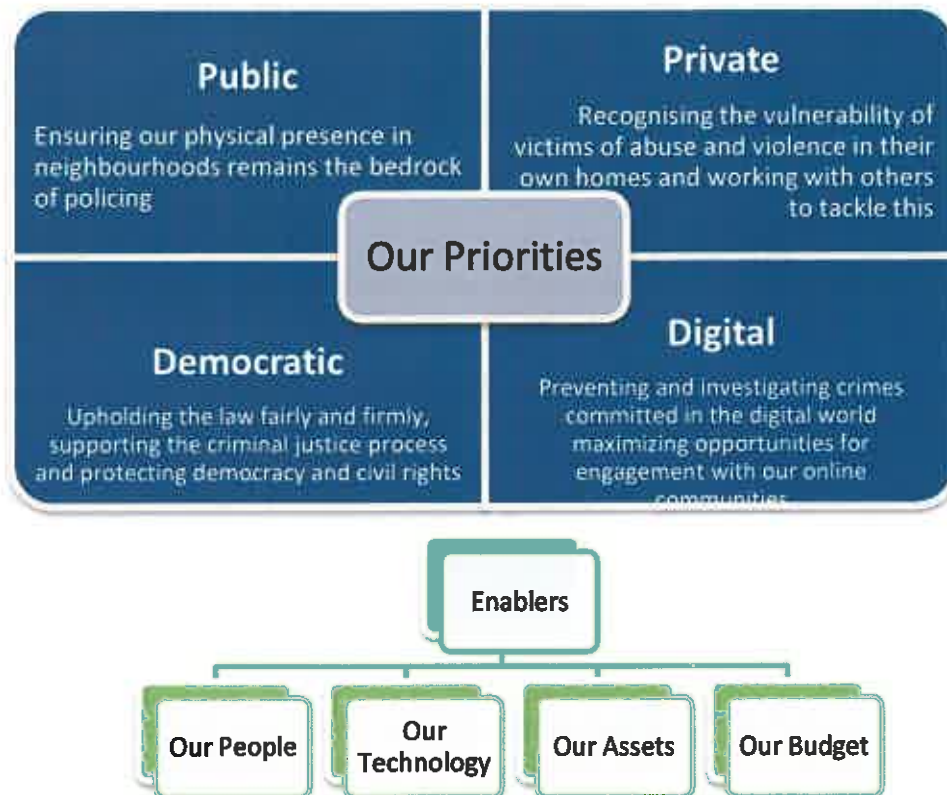 Public
Ensuring our physical presence in
neighbourhoods remains the bedrock
of policing
Private
Recognising the vulnerability of
victims of abuse and violence in their
own homes and working with others
to tackle this
Our Priorities
Democratic
Upholding the law fairly and firmly,
supporting the criminal justice process
and protecting democracy and civil rights
Digital
Preventing and investigating crimes
committed in the digital world
maximizing opportunities for
engagement with our online
communities
Enablers
Our People
Our
Technology
Our Assets
Our Budget